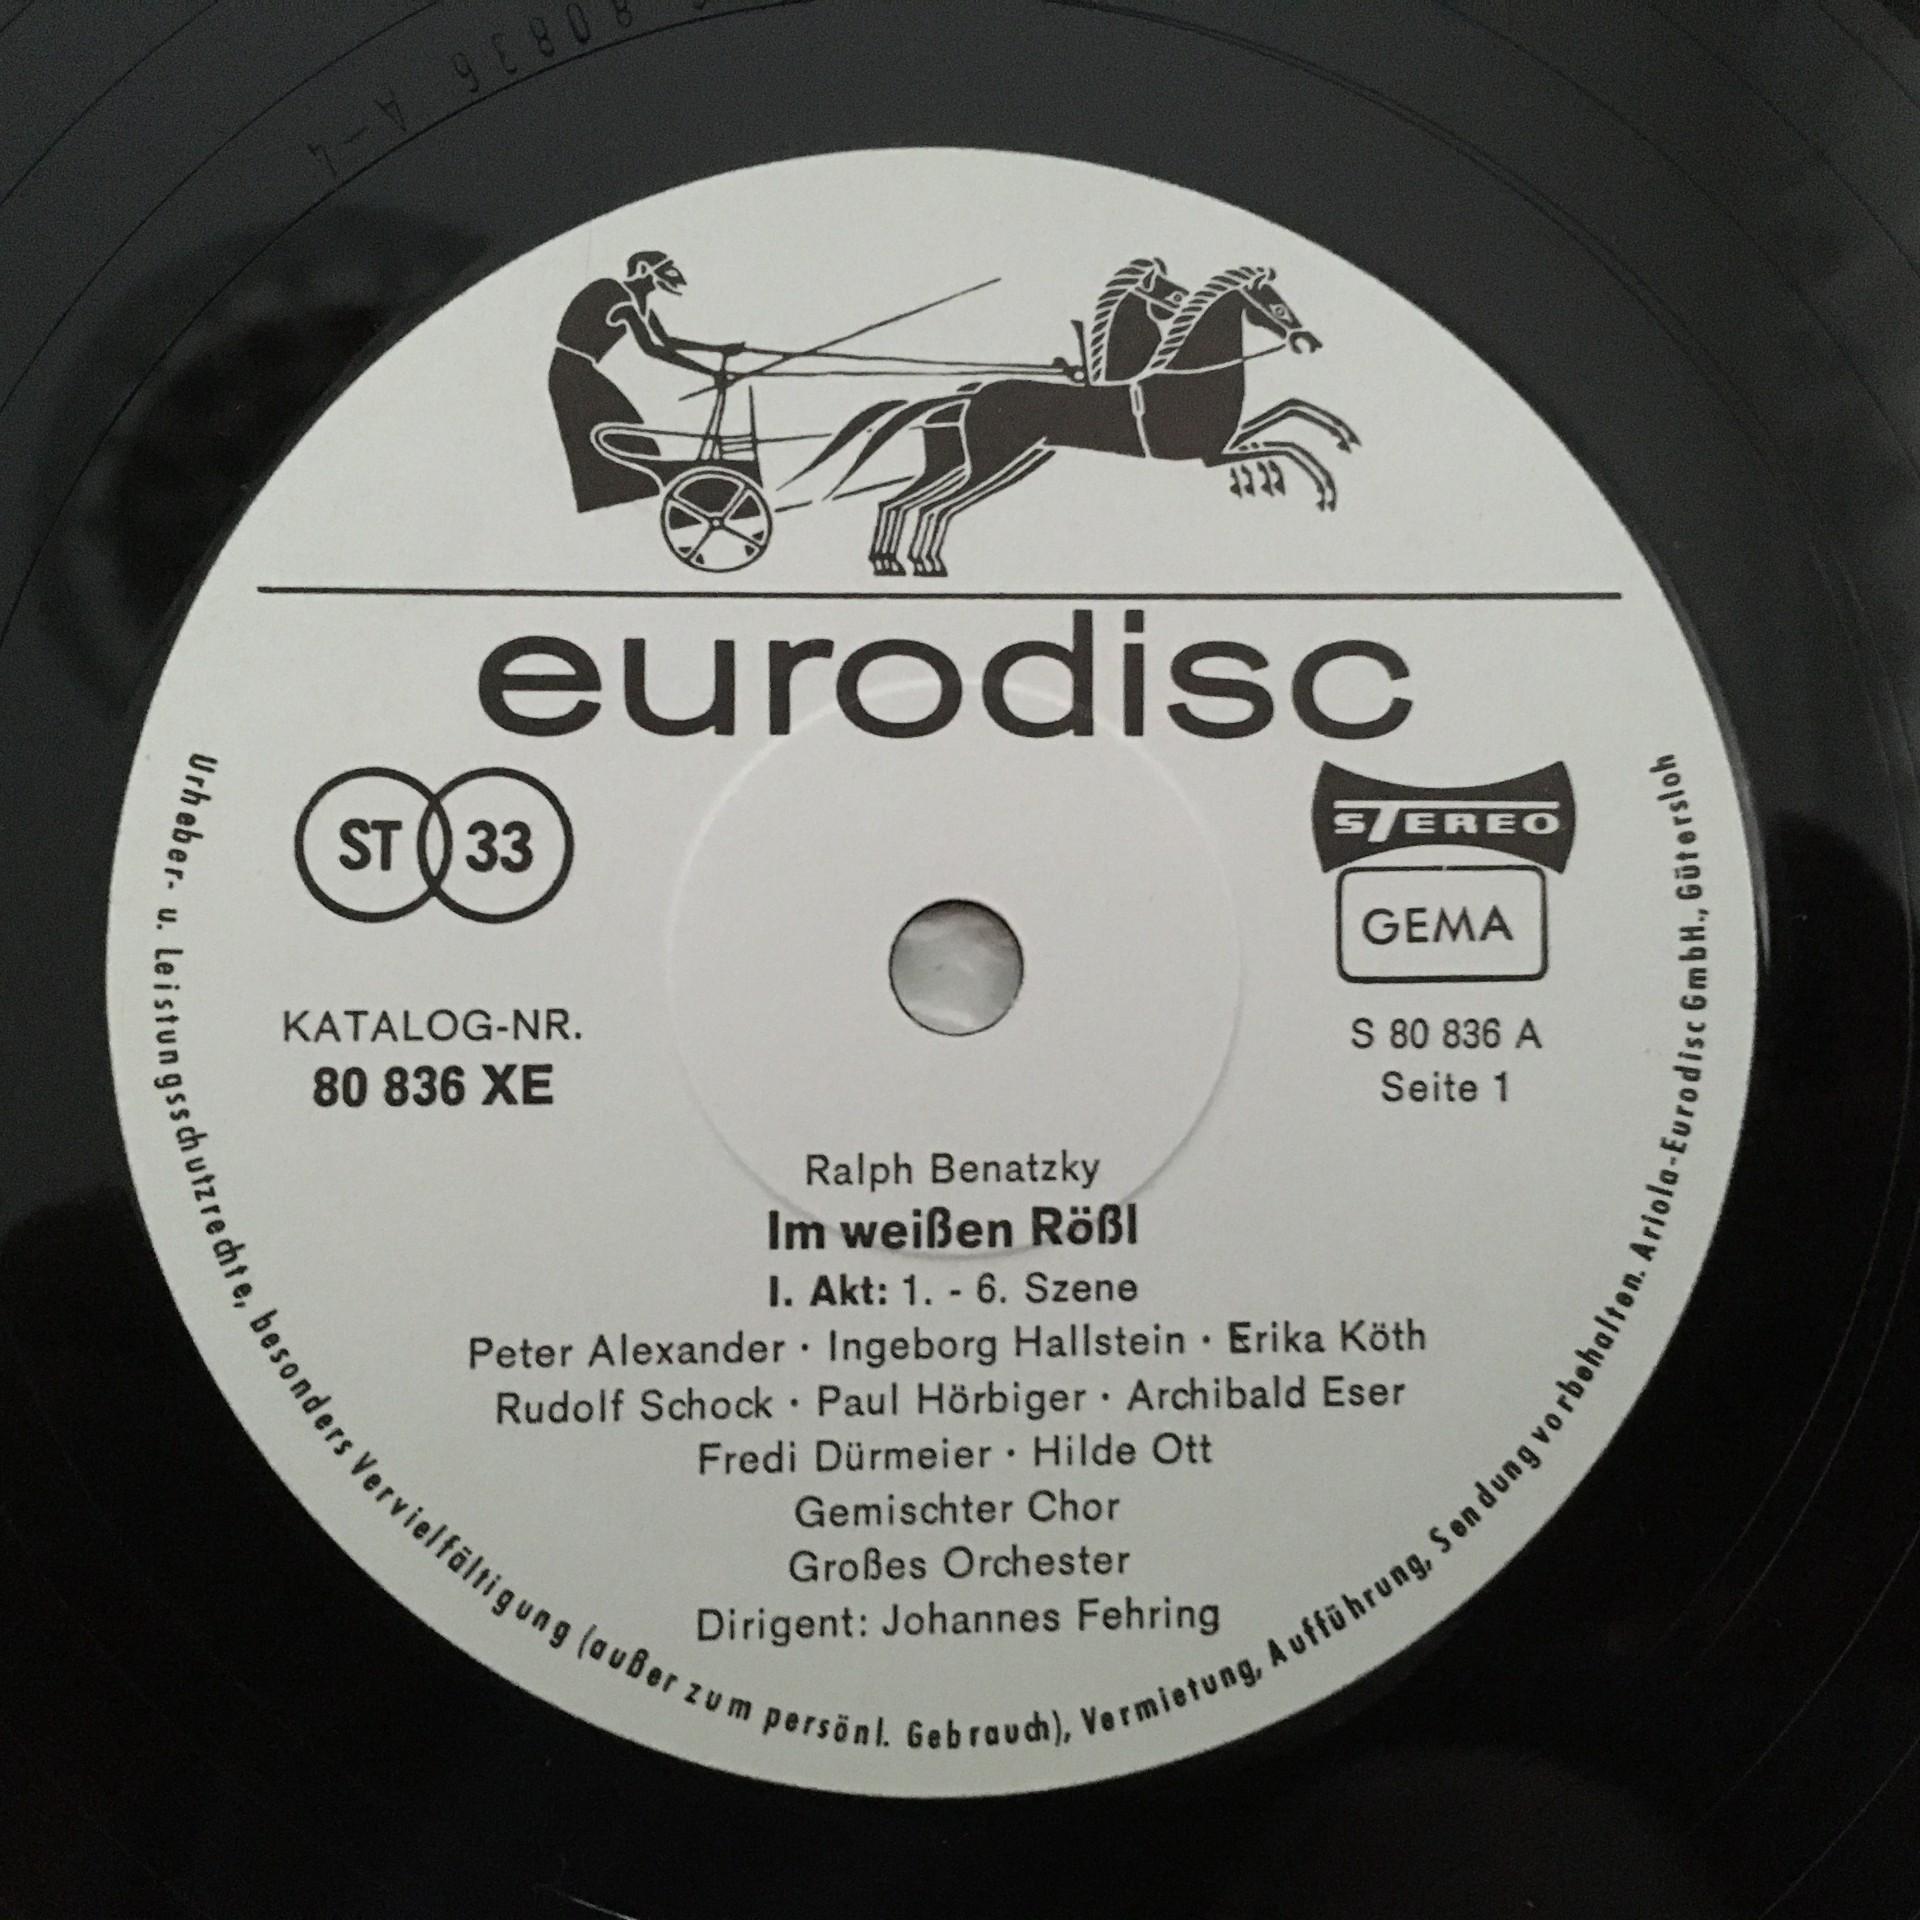 80836 A-4
eurodisc
ST 33
STEREO
GEMA
KATALOG-NR.
80 836 XE
S 80 836 A
Seite 1
Ralph Benatzky
Im weißen Rößl
I. Akt: 1. - 6. Szene
Peter Alexander · Ingeborg Hallstein · Erika Köth
Rudolf Schock · Paul Hörbiger · Archibald Eser
Fredi Dürmeier · Hilde Ott
Gemischter Chor
Großes Orchester
Dirigent: Johannes Fehring
Urheber- u. Leistungsschutzrechte, besonders Vervielfältigung (außer zum persönl. Gebrauch), Vermietung, Aufführung, Sendung vorbehalten. Ariola-Eurodisc GmbH., Gütersloh